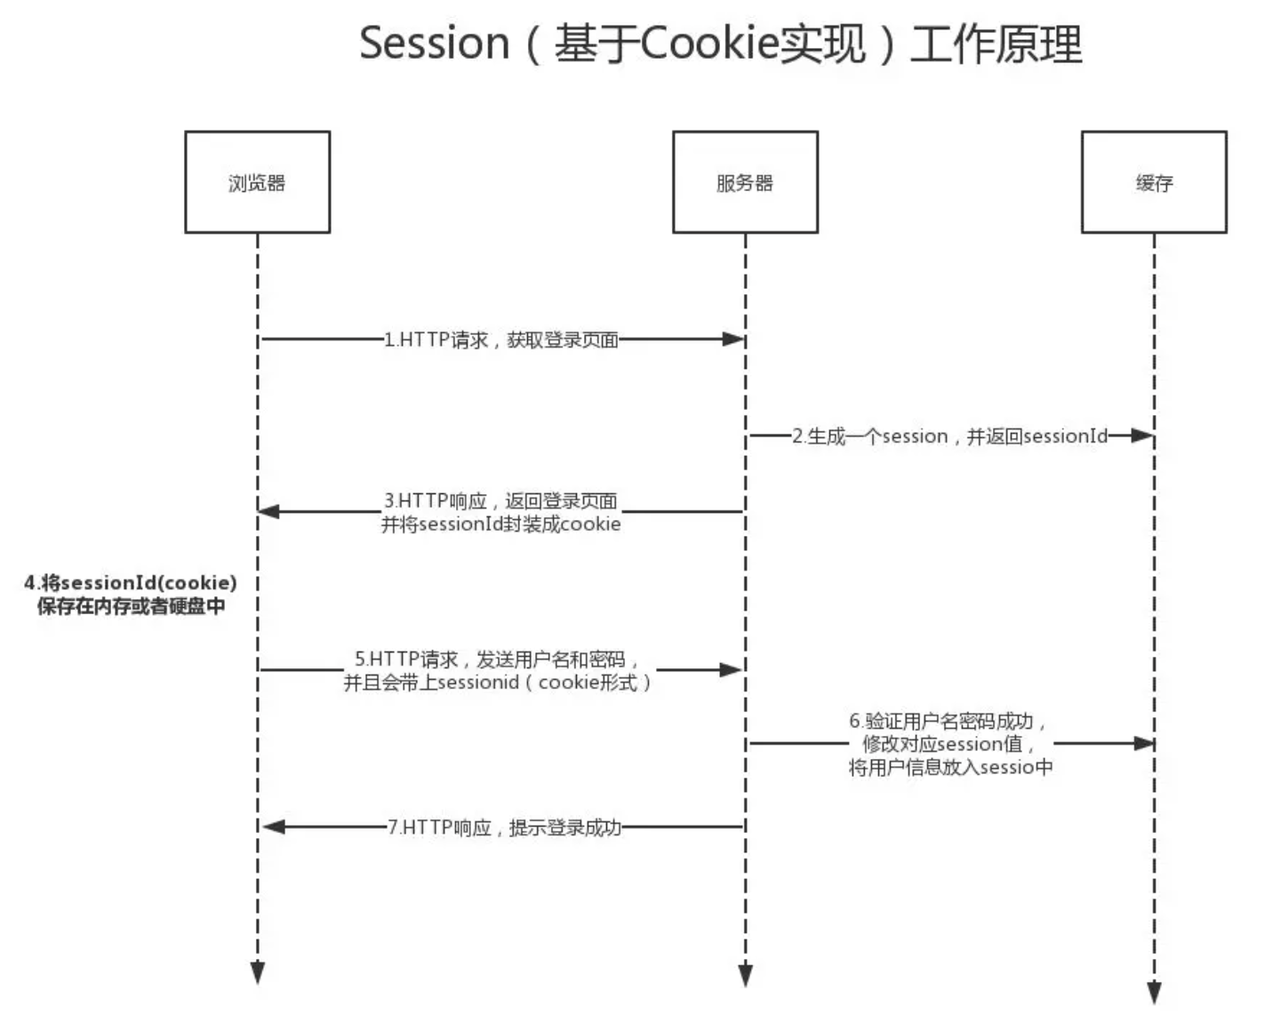 Session（基于Cookie实现）工作原理
浏览器
服务器
缓存
1.HTTP请求，获取登录页面
2.生成一个session，并返回sessionId
3.HTTP响应，返回登录页面
并将sessionId封装成cookie
4.将sessionId(cookie)
保存在内存或者硬盘中
5.HTTP请求，发送用户名和密码，
并且会带上sessionid（cookie形式）
6.验证用户名密码成功，
修改对应session值，
将用户信息放入sessio中
7.HTTP响应，提示登录成功